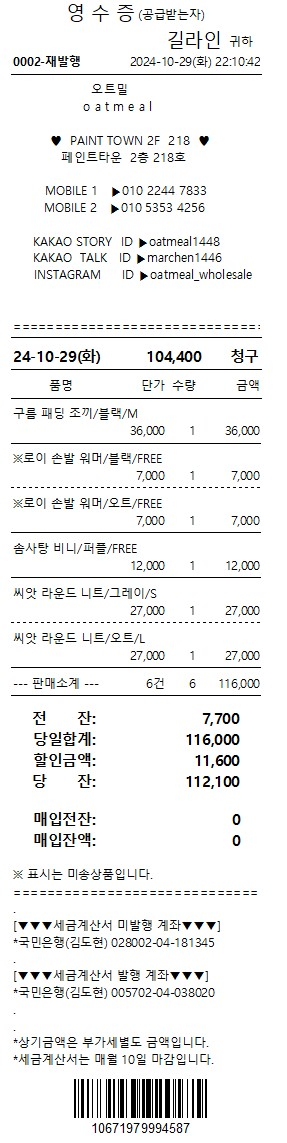 영 수 증 (공급받는자)
길라인 귀하
0002-재발행 2024-10-29(화) 22:10:42
오트밀
o a t m e a l
♥ PAINT TOWN 2F 218 ♥
페인트타운 2층 218호
MOBILE 1 ▶010 2244 7833
MOBILE 2 ▶010 5353 4256
KAKAO STORY ID ▶oatmeal1448
KAKAO TALK ID ▶marchen1446
INSTAGRAM ID ▶oatmeal_wholesale
==============================
24-10-29(화) 104,400 청구
품명 단가 수량 금액
구름 패딩 조끼/블랙/M
36,000 1 36,000
※로이 손발 워머/블랙/FREE
7,000 1 7,000
※로이 손발 워머/오트/FREE
7,000 1 7,000
솜사탕 비니/퍼플/FREE
12,000 1 12,000
씨앗 라운드 니트/그레이/S
27,000 1 27,000
씨앗 라운드 니트/오트/L
27,000 1 27,000
--- 판매소계 --- 6건 6 116,000
전 잔: 7,700
당일합계: 116,000
할인금액: 11,600
당 잔: 112,100
매입전잔: 0
매입잔액: 0
※ 표시는 미송상품입니다.
==============================
.
[▼▼▼세금계산서 미발행 계좌▼▼▼]
*국민은행(김도현) 028002-04-181345
.
[▼▼▼세금계산서 발행 계좌▼▼▼]
*국민은행(김도현) 005702-04-038020
.
.
*상기금액은 부가세별도 금액입니다.
*세금계산서는 매월 10일 마감입니다.
10671979994587